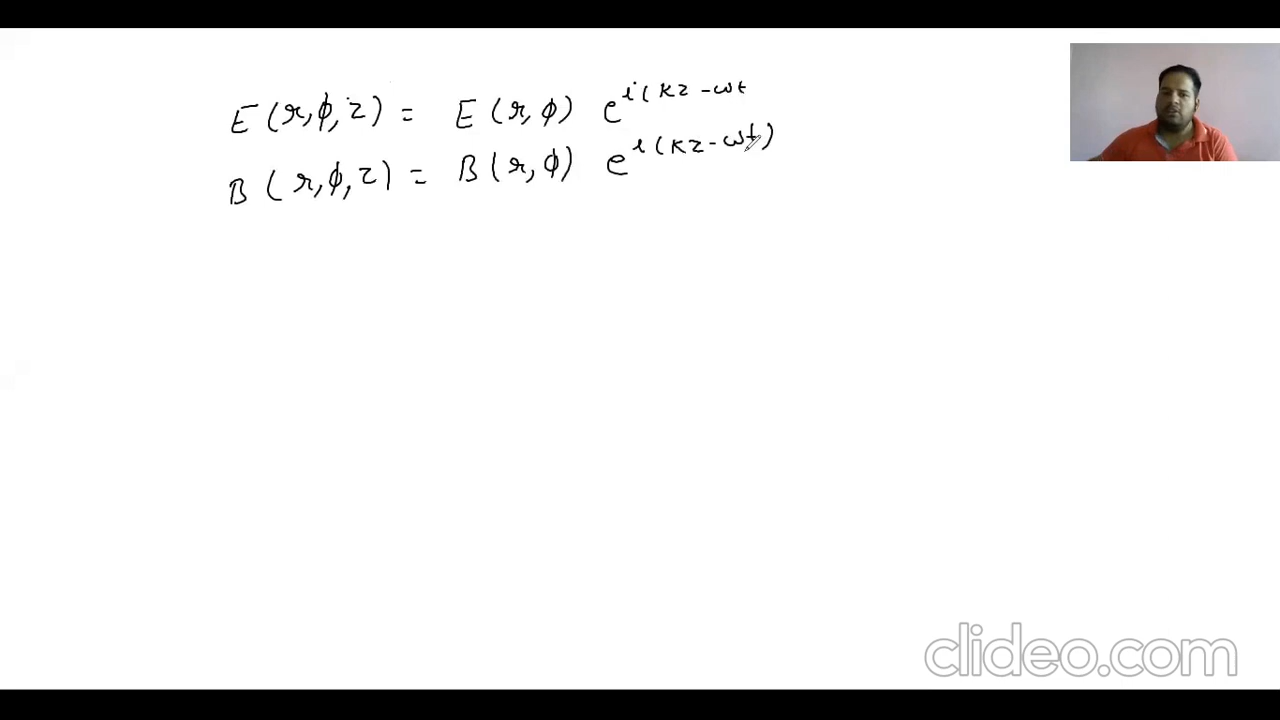 E(r,ϕ,z) = E(r,ϕ) e^i(kz-ωt
B(r,ϕ,z) = B(r,ϕ) e^i(kz-ωt)
clideo.com